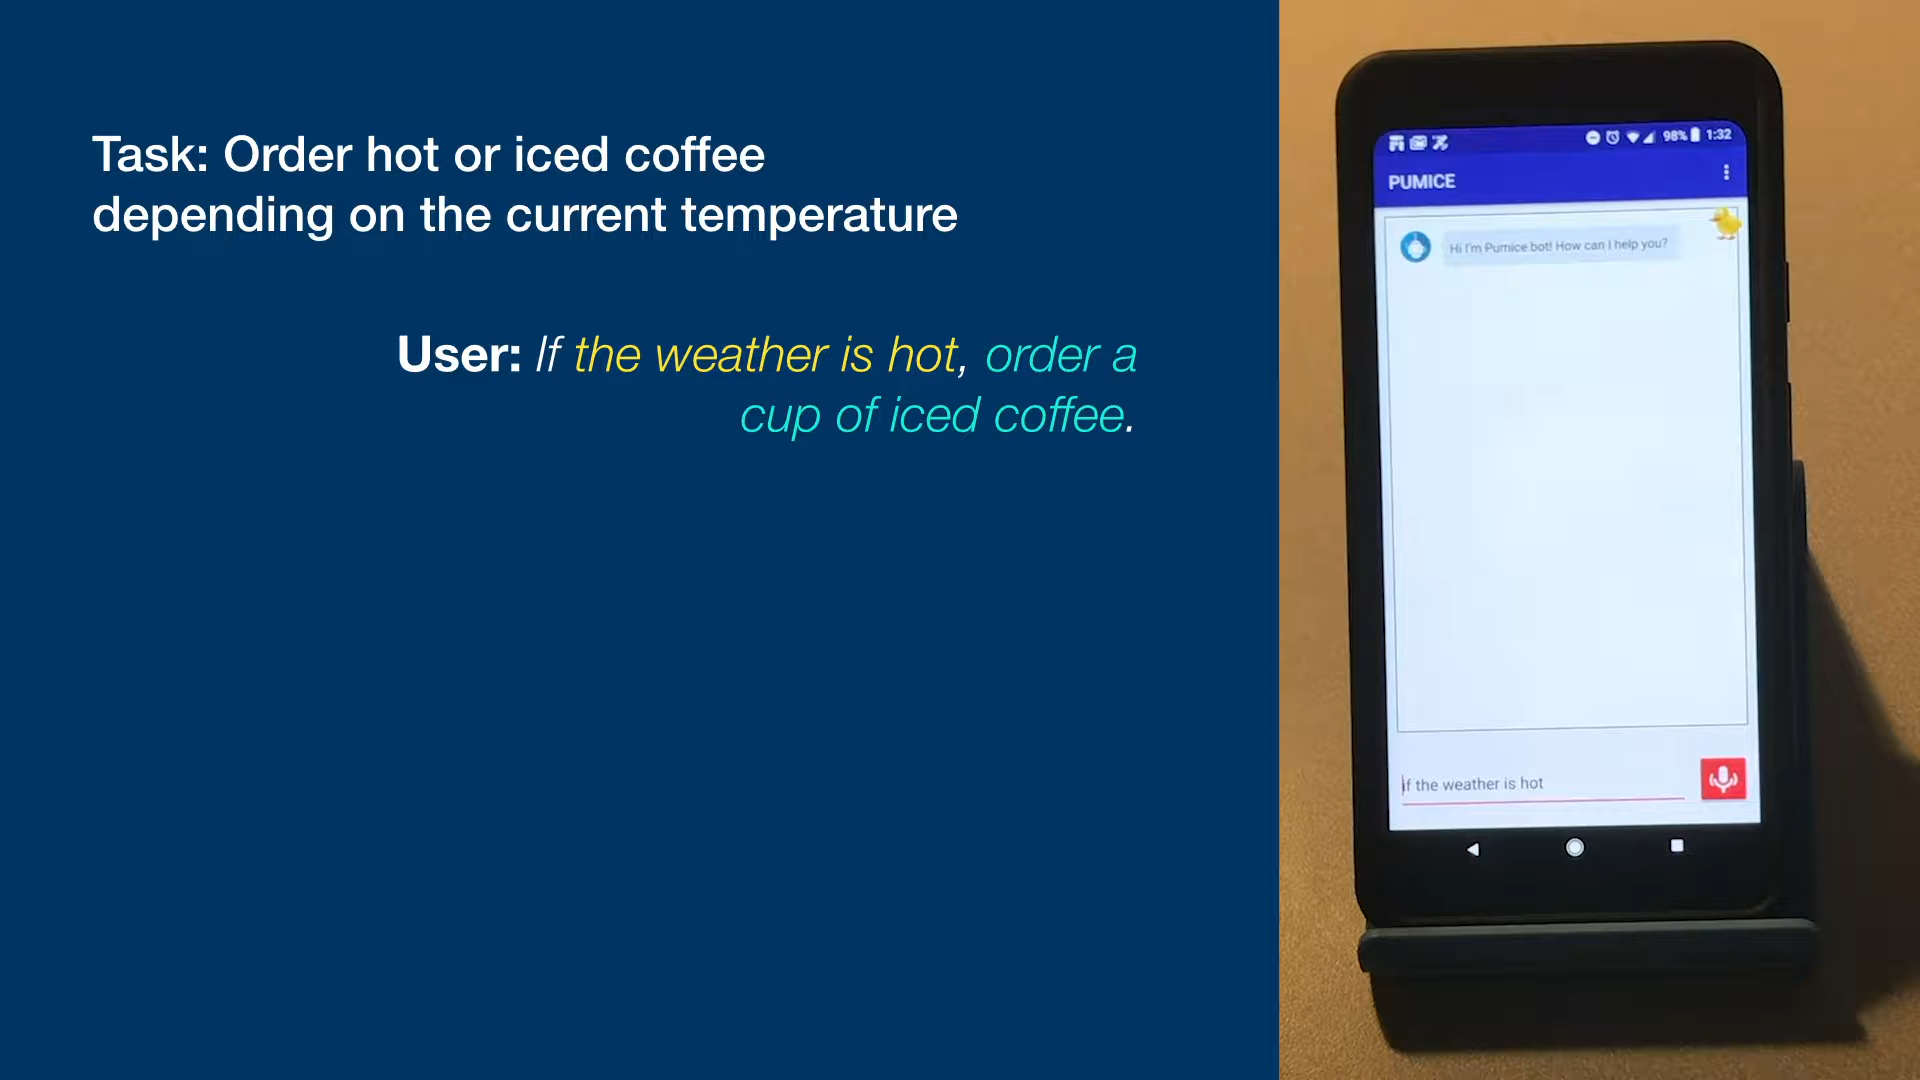 Task: Order hot or iced coffee
depending on the current temperature
User: If the weather is hot, order a
cup of iced coffee.
98% 1:32
PUMICE
Hi I'm Pumice bot! How can I help you?
if the weather is hot